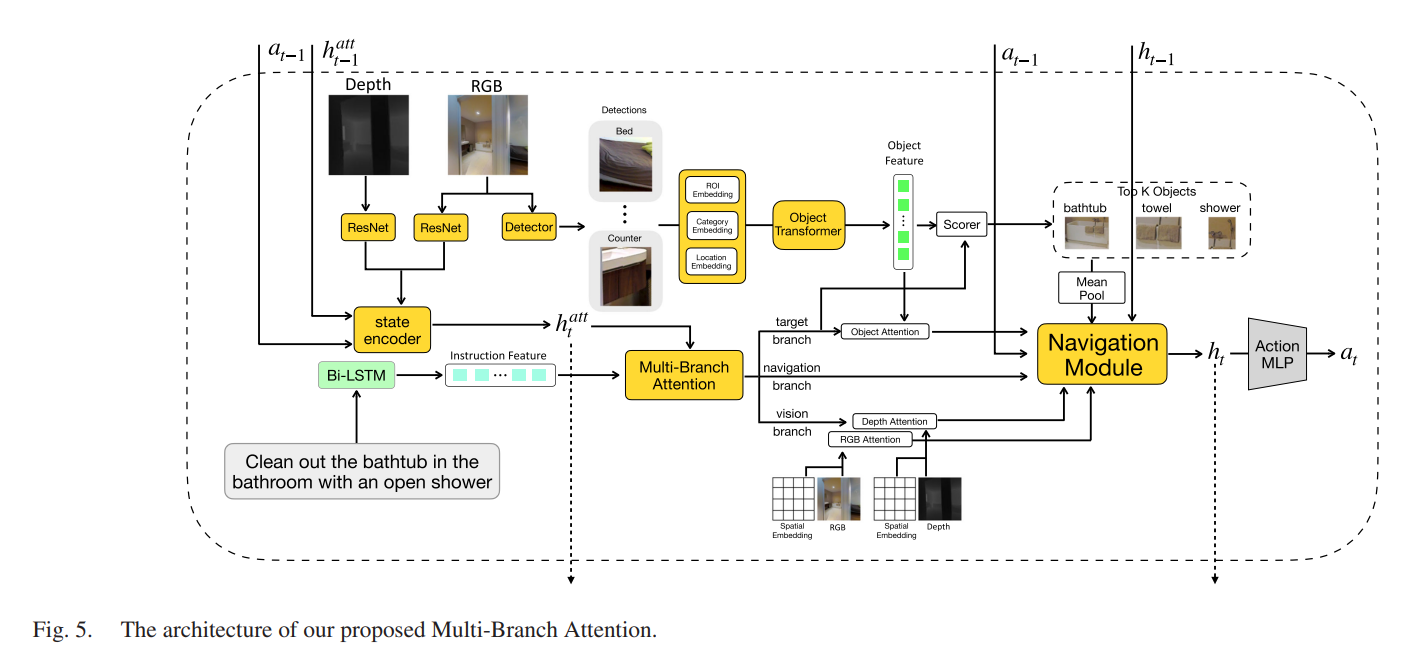 a_{t-1}
h_{t-1}^{att}
a_{t-1}
h_{t-1}
Depth
RGB
Detections
Bed
Counter
ResNet
ResNet
Detector
ROI
Embedding
Category
Embedding
Location
Embedding
Object
Transformer
Object
Feature
Scorer
Top K Objects
bathtub
towel
shower
Mean
Pool
state
encoder
h_t^{att}
Bi-LSTM
Instruction Feature
...
Multi-Branch
Attention
target
branch
Object Attention
navigation
branch
vision
branch
Depth Attention
RGB Attention
Spatial
Embedding
RGB
Spatial
Embedding
Depth
Navigation
Module
h_t
Action
MLP
a_t
Clean out the bathtub in the
bathroom with an open shower
Fig. 5. The architecture of our proposed Multi-Branch Attention.